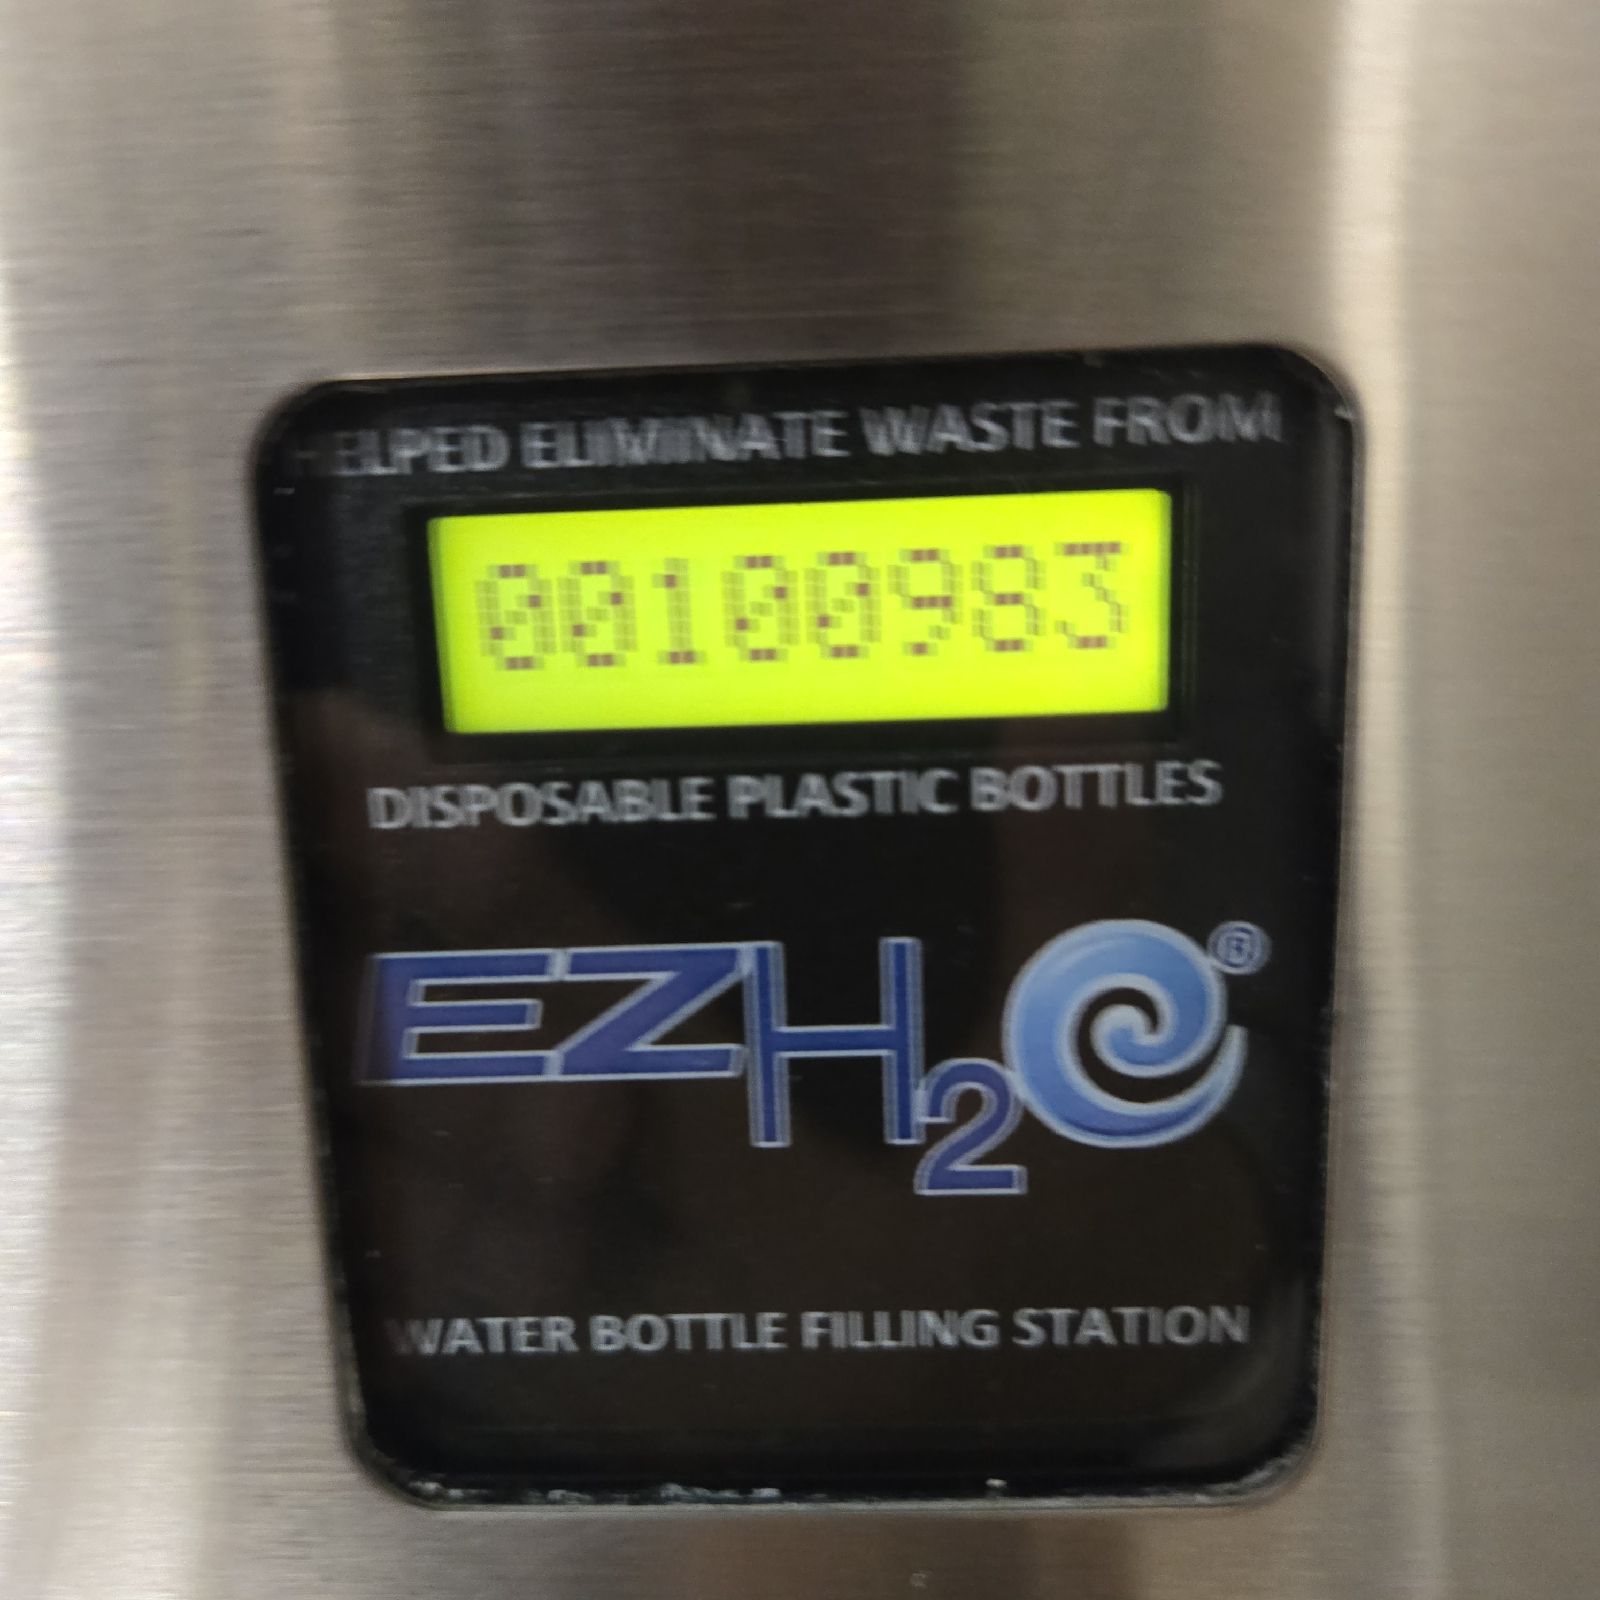 HELPED ELIMINATE WASTE FROM
00100983
DISPOSABLE PLASTIC BOTTLES
EZH2O®
WATER BOTTLE FILLING STATION